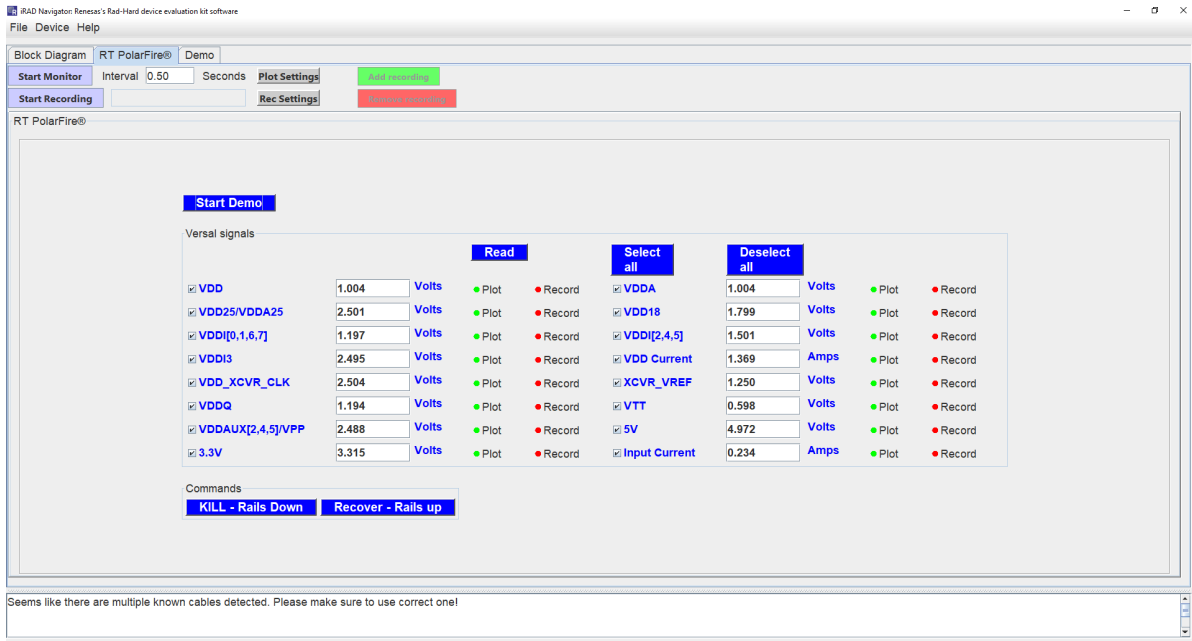 iRAD Navigator: Renesas's Rad-Hard device evaluation kit software
File Device Help
Block Diagram RT PolarFire® Demo
Start Monitor Interval 0.50 Seconds Plot Settings Add recording
Start Recording Rec Settings Remove recording
RT PolarFire®
Start Demo
Versal signals
Read Select all Deselect all
VDD 1.004 Volts Plot Record VDDA 1.004 Volts Plot Record
VDD25/VDDA25 2.501 Volts Plot Record VDD18 1.799 Volts Plot Record
VDDI[0,1,6,7] 1.197 Volts Plot Record VDDI[2,4,5] 1.501 Volts Plot Record
VDDI3 2.495 Volts Plot Record VDD Current 1.369 Amps Plot Record
VDD_XCVR_CLK 2.504 Volts Plot Record XCVR_VREF 1.250 Volts Plot Record
VDDQ 1.194 Volts Plot Record VTT 0.598 Volts Plot Record
VDDAUX[2,4,5]/VPP 2.488 Volts Plot Record 5V 4.972 Volts Plot Record
3.3V 3.315 Volts Plot Record Input Current 0.234 Amps Plot Record
Commands
KILL - Rails Down Recover - Rails up
Seems like there are multiple known cables detected. Please make sure to use correct one!